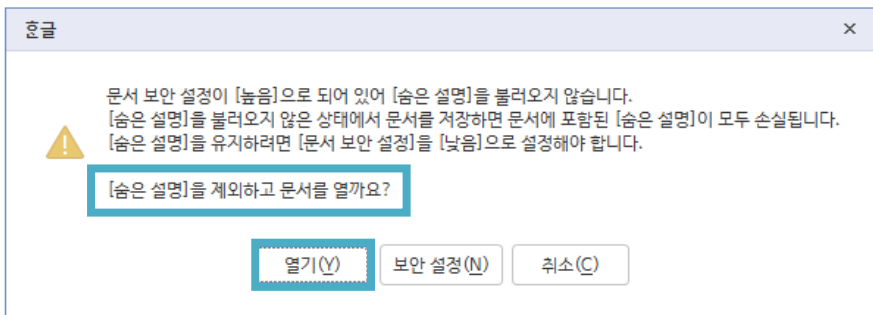 한글
문서 보안 설정이 [높음]으로 되어 있어 [숨은 설명]을 불러오지 않습니다.
[숨은 설명]을 불러오지 않은 상태에서 문서를 저장하면 문서에 포함된 [숨은 설명]이 모두 손실됩니다.
[숨은 설명]을 유지하려면 [문서 보안 설정]을 [낮음]으로 설정해야 합니다.
[숨은 설명]을 제외하고 문서를 열까요?
열기(Y) 보안 설정(N) 취소(C)